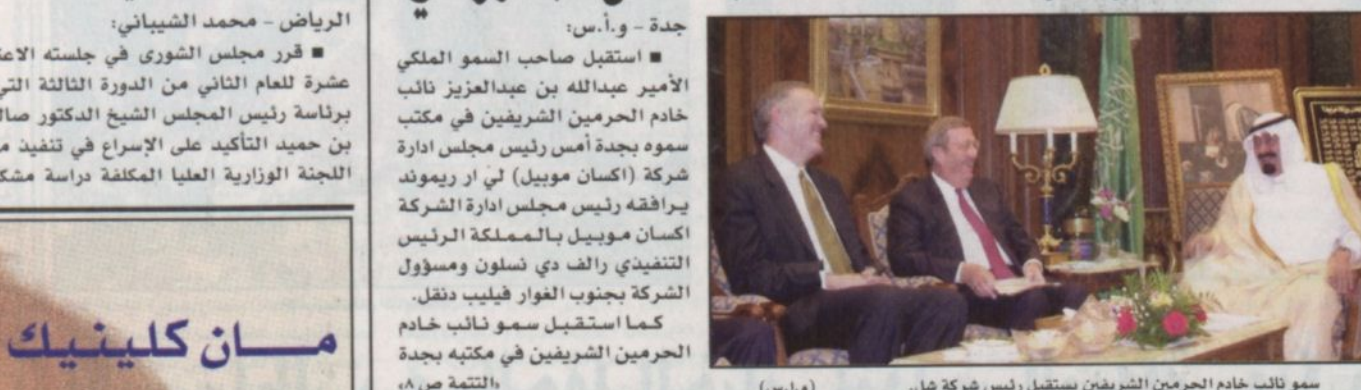 سمو نائب خادم الحرمين الشريفين يستقبل رئيس شركة شل.
(و.ا.س)
جدة - و.أ.س:
■ استقبل صاحب السمو الملكي
الأمير عبدالله بن عبدالعزيز نائب
خادم الحرمين الشريفين في مكتب
سموه بجدة أمس رئيس مجلس ادارة
شركة (اكسان موبيل) لي ار ريموند
يرافقه رئيس مجلس ادارة الشركة
اكسان موبيل بالمملكة الرئيس
التنفيذي رالف دي نسلون ومسؤول
الشركة بجنوب الغوار فيليب دنقل.
كما استقبل سمو نائب خادم
الحرمين الشريفين في مكتبه بجدة
«التتمة ص ٨»
الرياض - محمد الشيباني:
■ قرر مجلس الشورى في جلسته الاع
عشرة للعام الثاني من الدورة الثالثة التي
برئاسة رئيس المجلس الشيخ الدكتور صال
بن حميد التأكيد على الإسراع في تنفيذ م
اللجنة الوزارية العليا المكلفة دراسة مشك
مان كلينيك